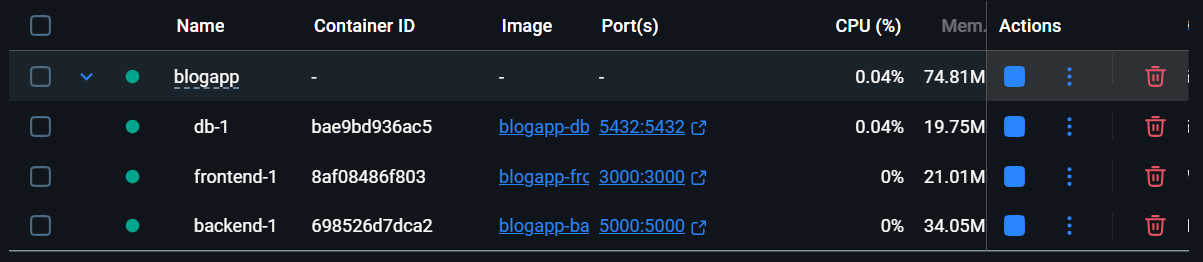 Name Container ID Image Port(s) CPU (%) Mem. Actions
blogapp - - - 0.04% 74.81M
db-1 bae9bd936ac5 blogapp-db 5432:5432 0.04% 19.75M
frontend-1 8af08486f803 blogapp-frc 3000:3000 0% 21.01M
backend-1 698526d7dca2 blogapp-ba 5000:5000 0% 34.05M